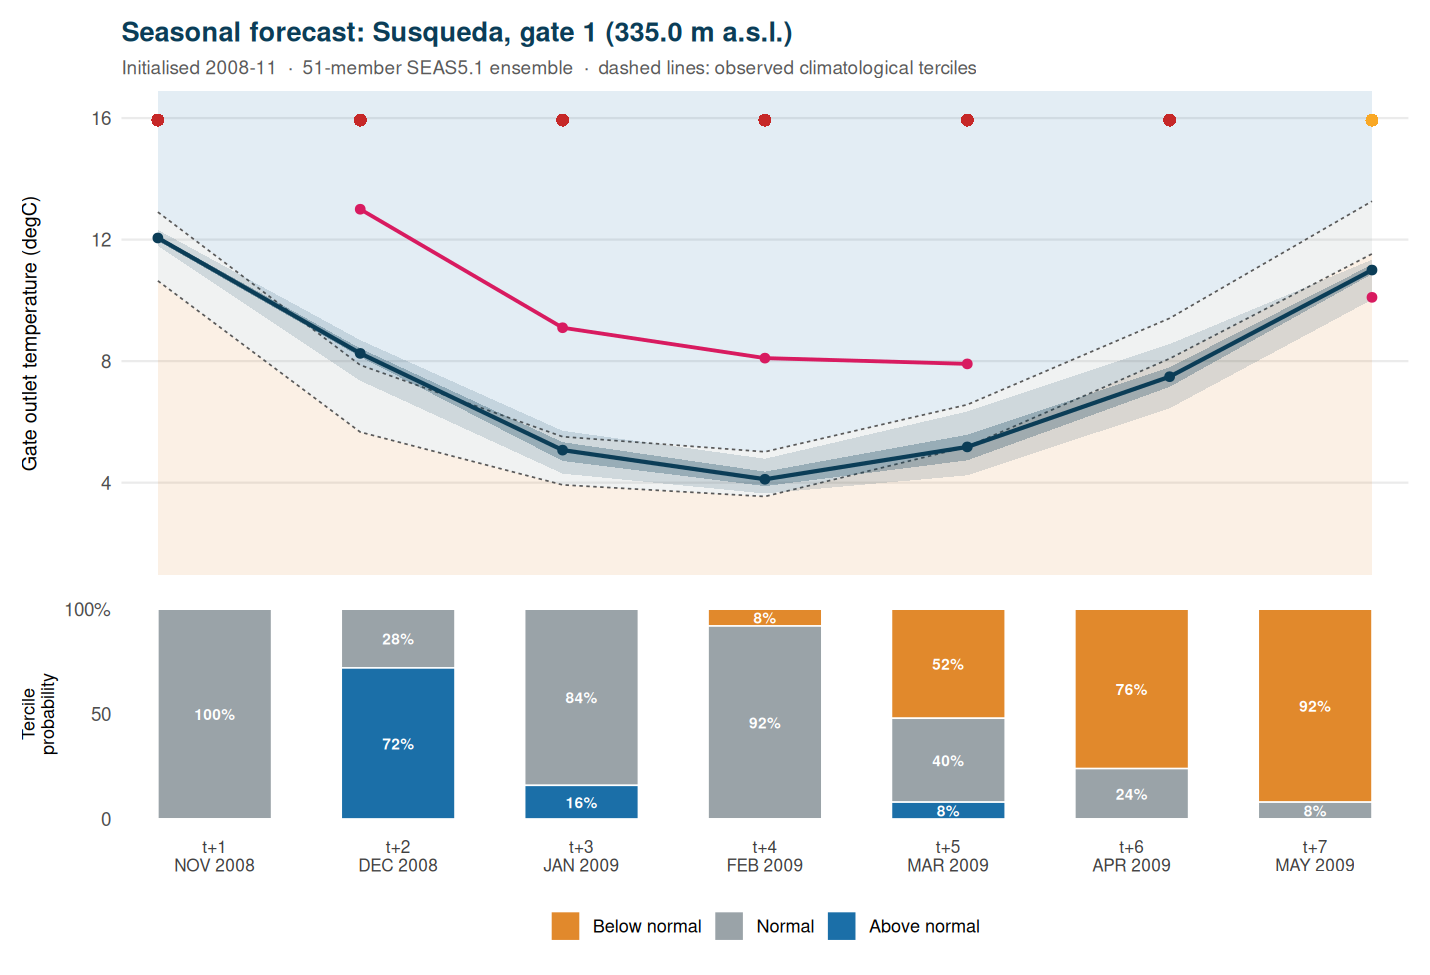 Seasonal forecast: Susqueda, gate 1 (335.0 m a.s.l.)
Initialised 2008-11 · 51-member SEAS5.1 ensemble · dashed lines: observed climatological terciles
Gate outlet temperature (degC)
16
12
8
4
Tercile
probability
100%
50
0
100%
28%
72%
84%
16%
8%
92%
52%
40%
8%
76%
24%
92%
8%
t+1
NOV 2008
t+2
DEC 2008
t+3
JAN 2009
t+4
FEB 2009
t+5
MAR 2009
t+6
APR 2009
t+7
MAY 2009
Below normal
Normal
Above normal